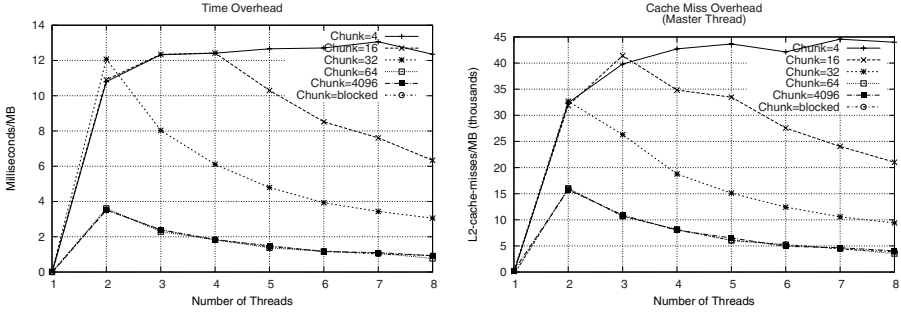 Time Overhead
14
12
10
8
6
4
2
0
Milliseconds/MB
1 2 3 4 5 6 7 8
Number of Threads
Chunk=4
Chunk=16
Chunk=32
Chunk=64
Chunk=4096
Chunk=blocked
Cache Miss Overhead
(Master Thread)
45
40
35
30
25
20
15
10
5
0
L2-cache-misses/MB (thousands)
1 2 3 4 5 6 7 8
Number of Threads
Chunk=4
Chunk=16
Chunk=32
Chunk=64
Chunk=4096
Chunk=blocked